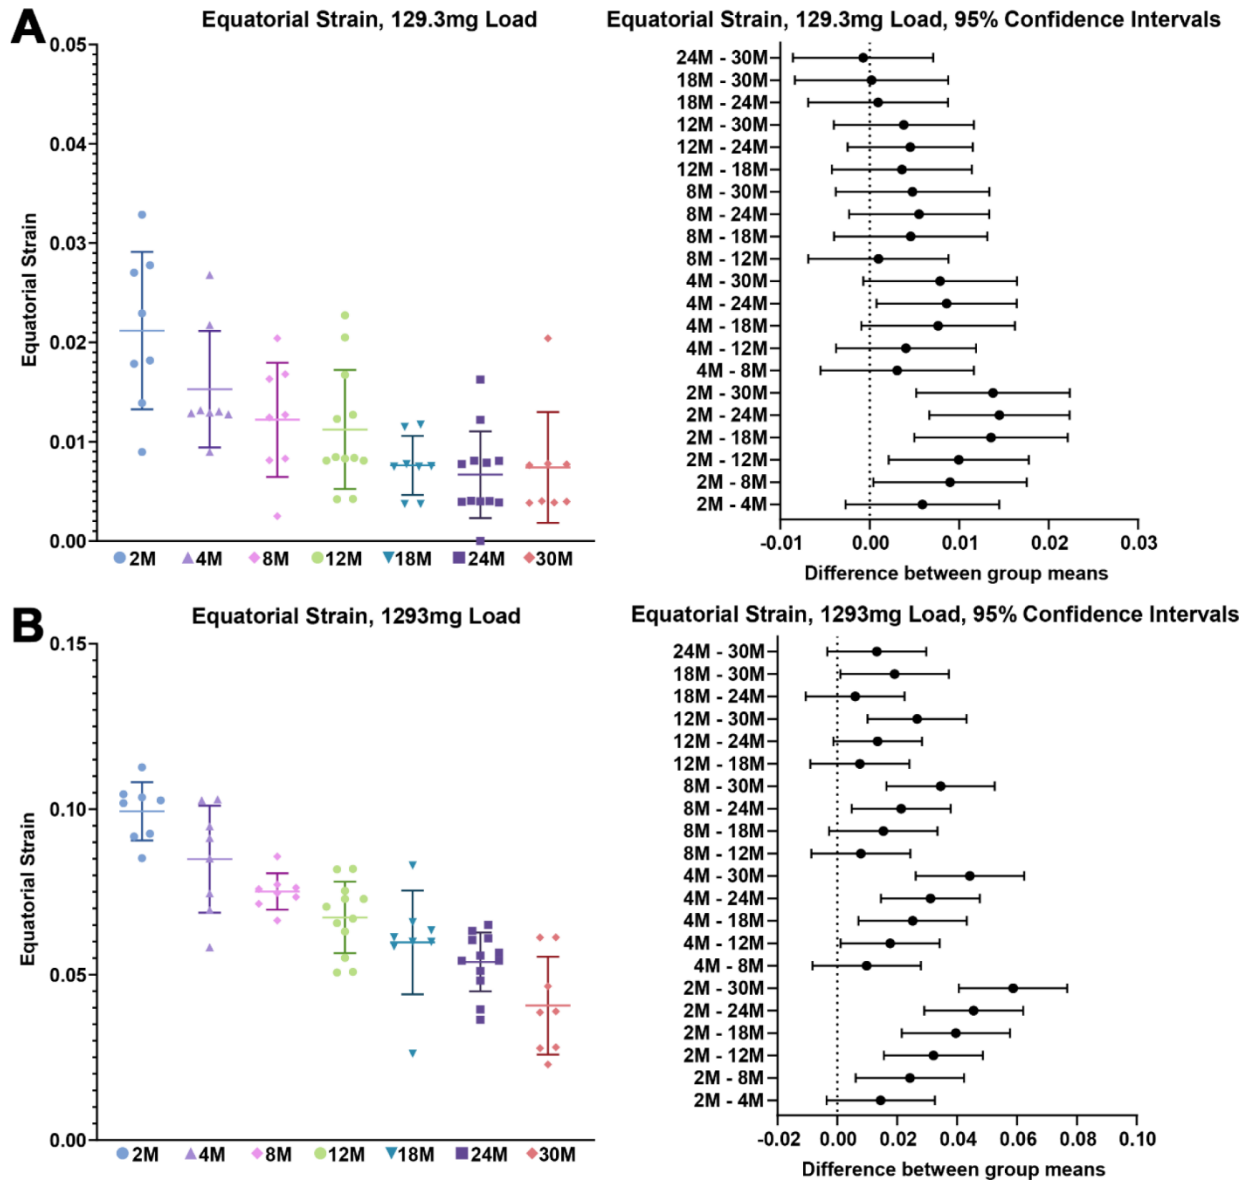 A
Equatorial Strain, 129.3mg Load
Equatorial Strain
0.05
0.04
0.03
0.02
0.01
0.00
2M 4M 8M 12M 18M 24M 30M
Equatorial Strain, 129.3mg Load, 95% Confidence Intervals
24M - 30M
18M - 30M
18M - 24M
12M - 30M
12M - 24M
12M - 18M
8M - 30M
8M - 24M
8M - 18M
8M - 12M
4M - 30M
4M - 24M
4M - 18M
4M - 12M
4M - 8M
2M - 30M
2M - 24M
2M - 18M
2M - 12M
2M - 8M
2M - 4M
-0.01 0.00 0.01 0.02 0.03
Difference between group means
B
Equatorial Strain, 1293mg Load
Equatorial Strain
0.15
0.10
0.05
0.00
2M 4M 8M 12M 18M 24M 30M
Equatorial Strain, 1293mg Load, 95% Confidence Intervals
24M - 30M
18M - 30M
18M - 24M
12M - 30M
12M - 24M
12M - 18M
8M - 30M
8M - 24M
8M - 18M
8M - 12M
4M - 30M
4M - 24M
4M - 18M
4M - 12M
4M - 8M
2M - 30M
2M - 24M
2M - 18M
2M - 12M
2M - 8M
2M - 4M
-0.02 0.00 0.02 0.04 0.06 0.08 0.10
Difference between group means